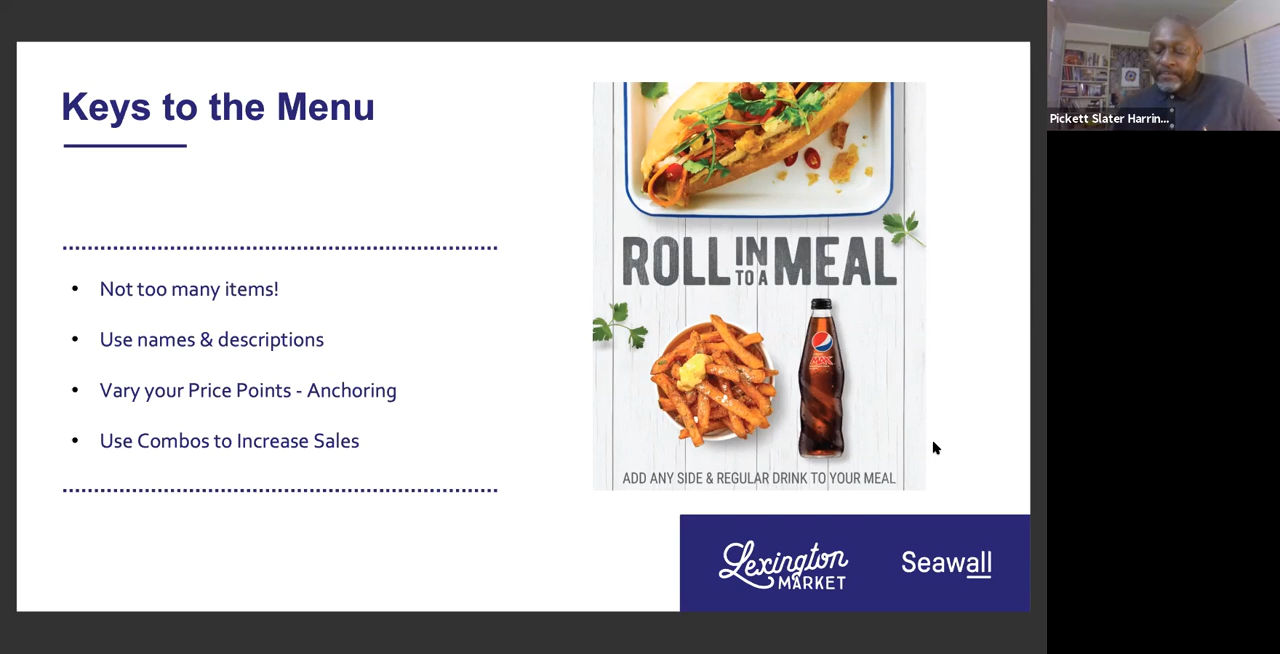 Keys to the Menu
Not too many items!
Use names & descriptions
Vary your Price Points - Anchoring
Use Combos to Increase Sales
ROLL IN TO A MEAL
MAX
ADD ANY SIDE & REGULAR DRINK TO YOUR MEAL
Lexington
MARKET
Seawall
Pickett Slater Harrin...